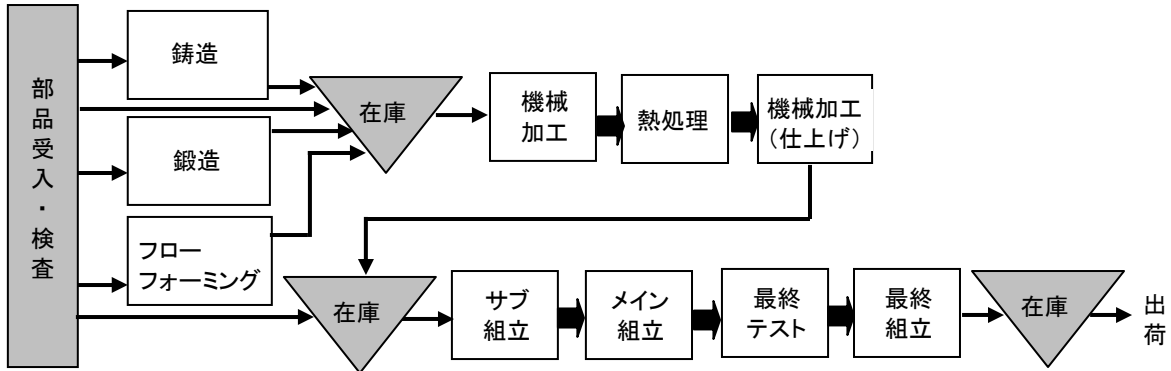 部品受入・検査
鋳造
鍛造
フロー
フォーミング
在庫
機械
加工
熱処理
機械加工
(仕上げ)
在庫
サブ
組立
メイン
組立
最終
テスト
最終
組立
在庫
出荷